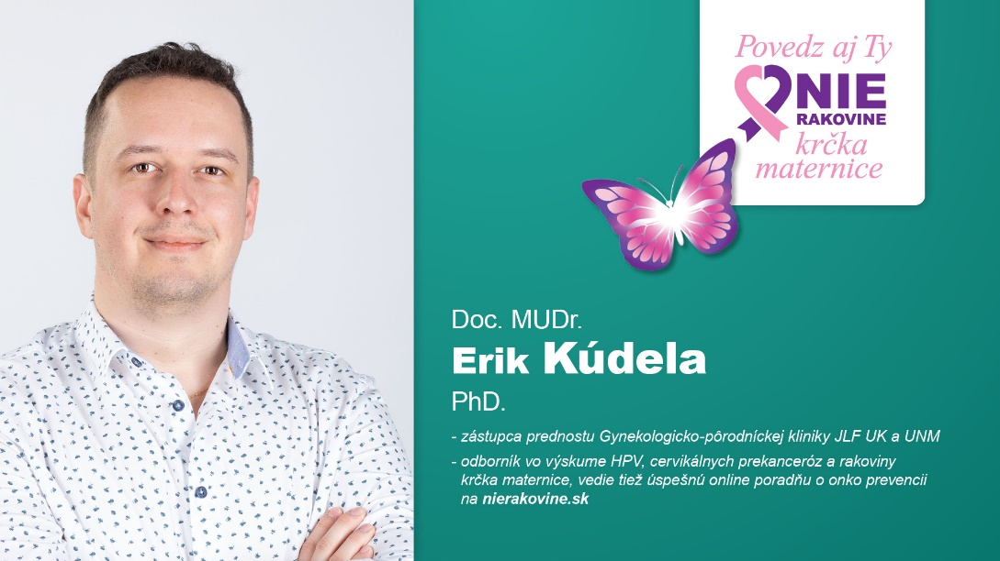 Povedz aj Ty
NIE
RAKOVINE
krčka
maternice
Doc. MUDr.
Erik Kúdela
PhD.
- zástupca prednostu Gynekologicko-pôrodníckej kliniky JLF UK a UNM
- odborník vo výskume HPV, cervikálnych prekanceróz a rakoviny
krčka maternice, vedie tiež úspešnú online poradňu o onko prevencii
na nierakovine.sk